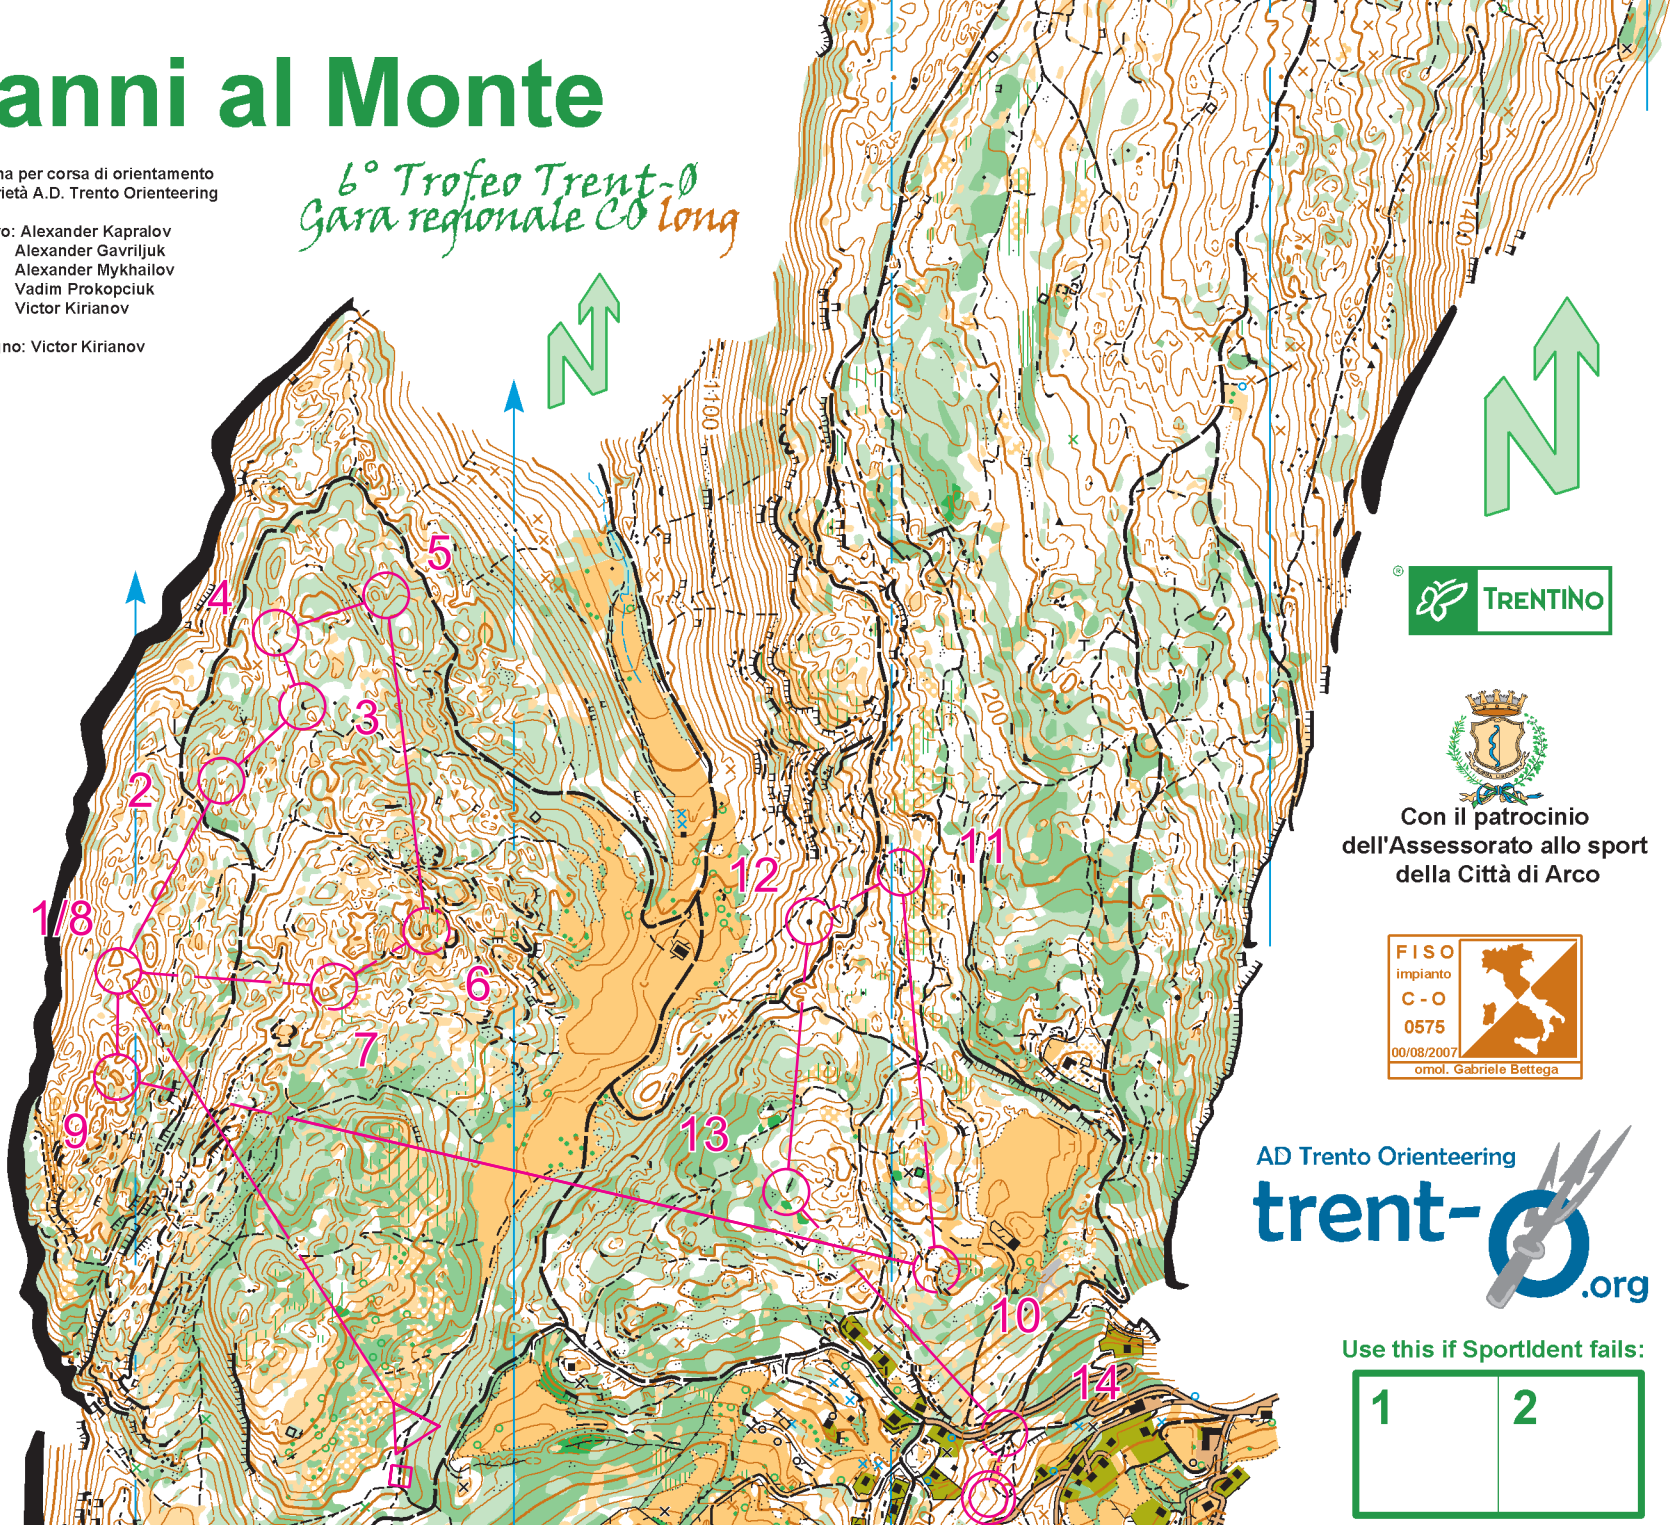 anni al Monte
6° Trofeo Trent-Ø
Gara regionale CO long
na per corsa di orientamento
rietà A.D. Trento Orienteering
vo: Alexander Kapralov
Alexander Gavriljuk
Alexander Mykhailov
Vadim Prokopciuk
Victor Kirianov
gno: Victor Kirianov
N
N
1400
1100
1200
5
4
3
2
1/8
6
7
9
12
11
13
10
14
®
TRENTINO
Con il patrocinio
dell'Assessorato allo sport
della Città di Arco
FISO
impianto
C - O
0575
00/08/2007
omol. Gabriele Bettega
AD Trento Orienteering
trent-O
.org
Use this if SportIdent fails:
1
2